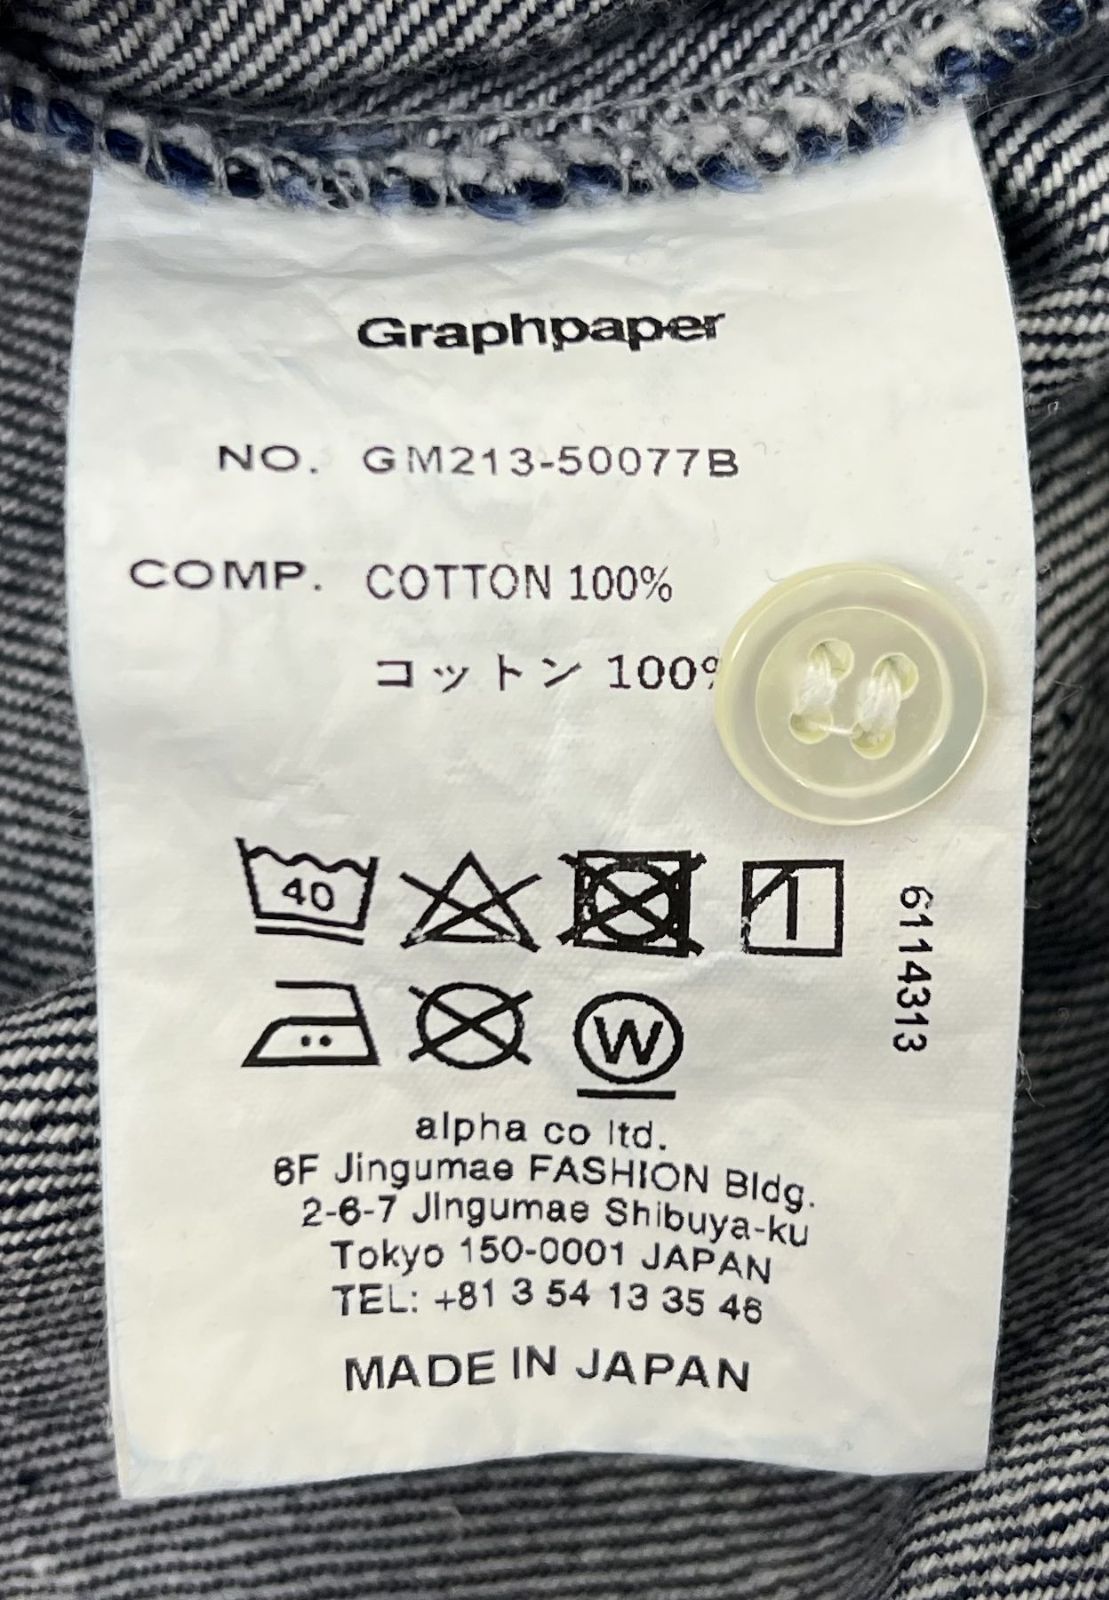 Graphpaper
NO. GM213-50077B
COMP. COTTON 100%
コットン 100%
40
6114313
W
alpha co ltd.
6F Jingumae FASHION Bldg.
2-6-7 Jingumae Shibuya-ku
Tokyo 150-0001 JAPAN
TEL: +81 3 54 13 35 46
MADE IN JAPAN